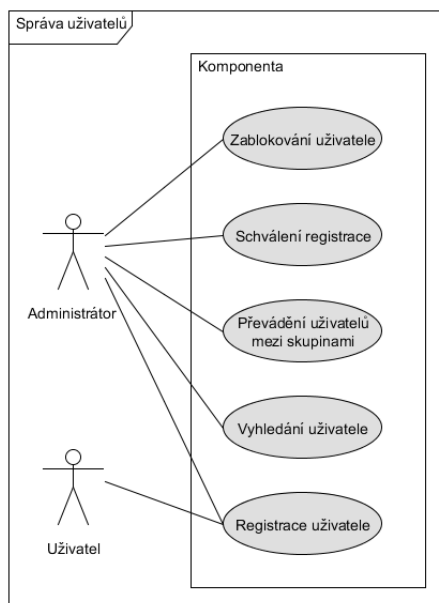 Správa uživatelů
Komponenta
Zablokování uživatele
Schválení registrace
Administrátor
Převádění uživatelů
mezi skupinami
Vyhledání uživatele
Uživatel
Registrace uživatele